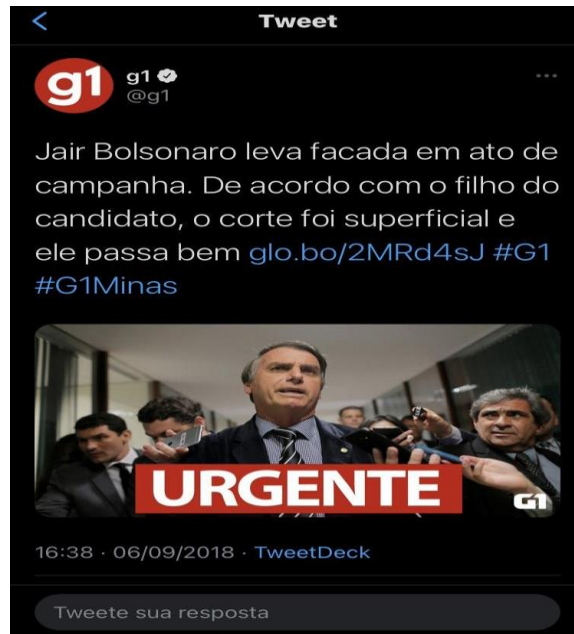 Tweet
g1
g1
@g1
Jair Bolsonaro leva facada em ato de
campanha. De acordo com o filho do
candidato, o corte foi superficial e
ele passa bem glo.bo/2MRd4sJ #G1
#G1Minas
URGENTE
G1
16:38 · 06/09/2018 · TweetDeck
Tweete sua resposta